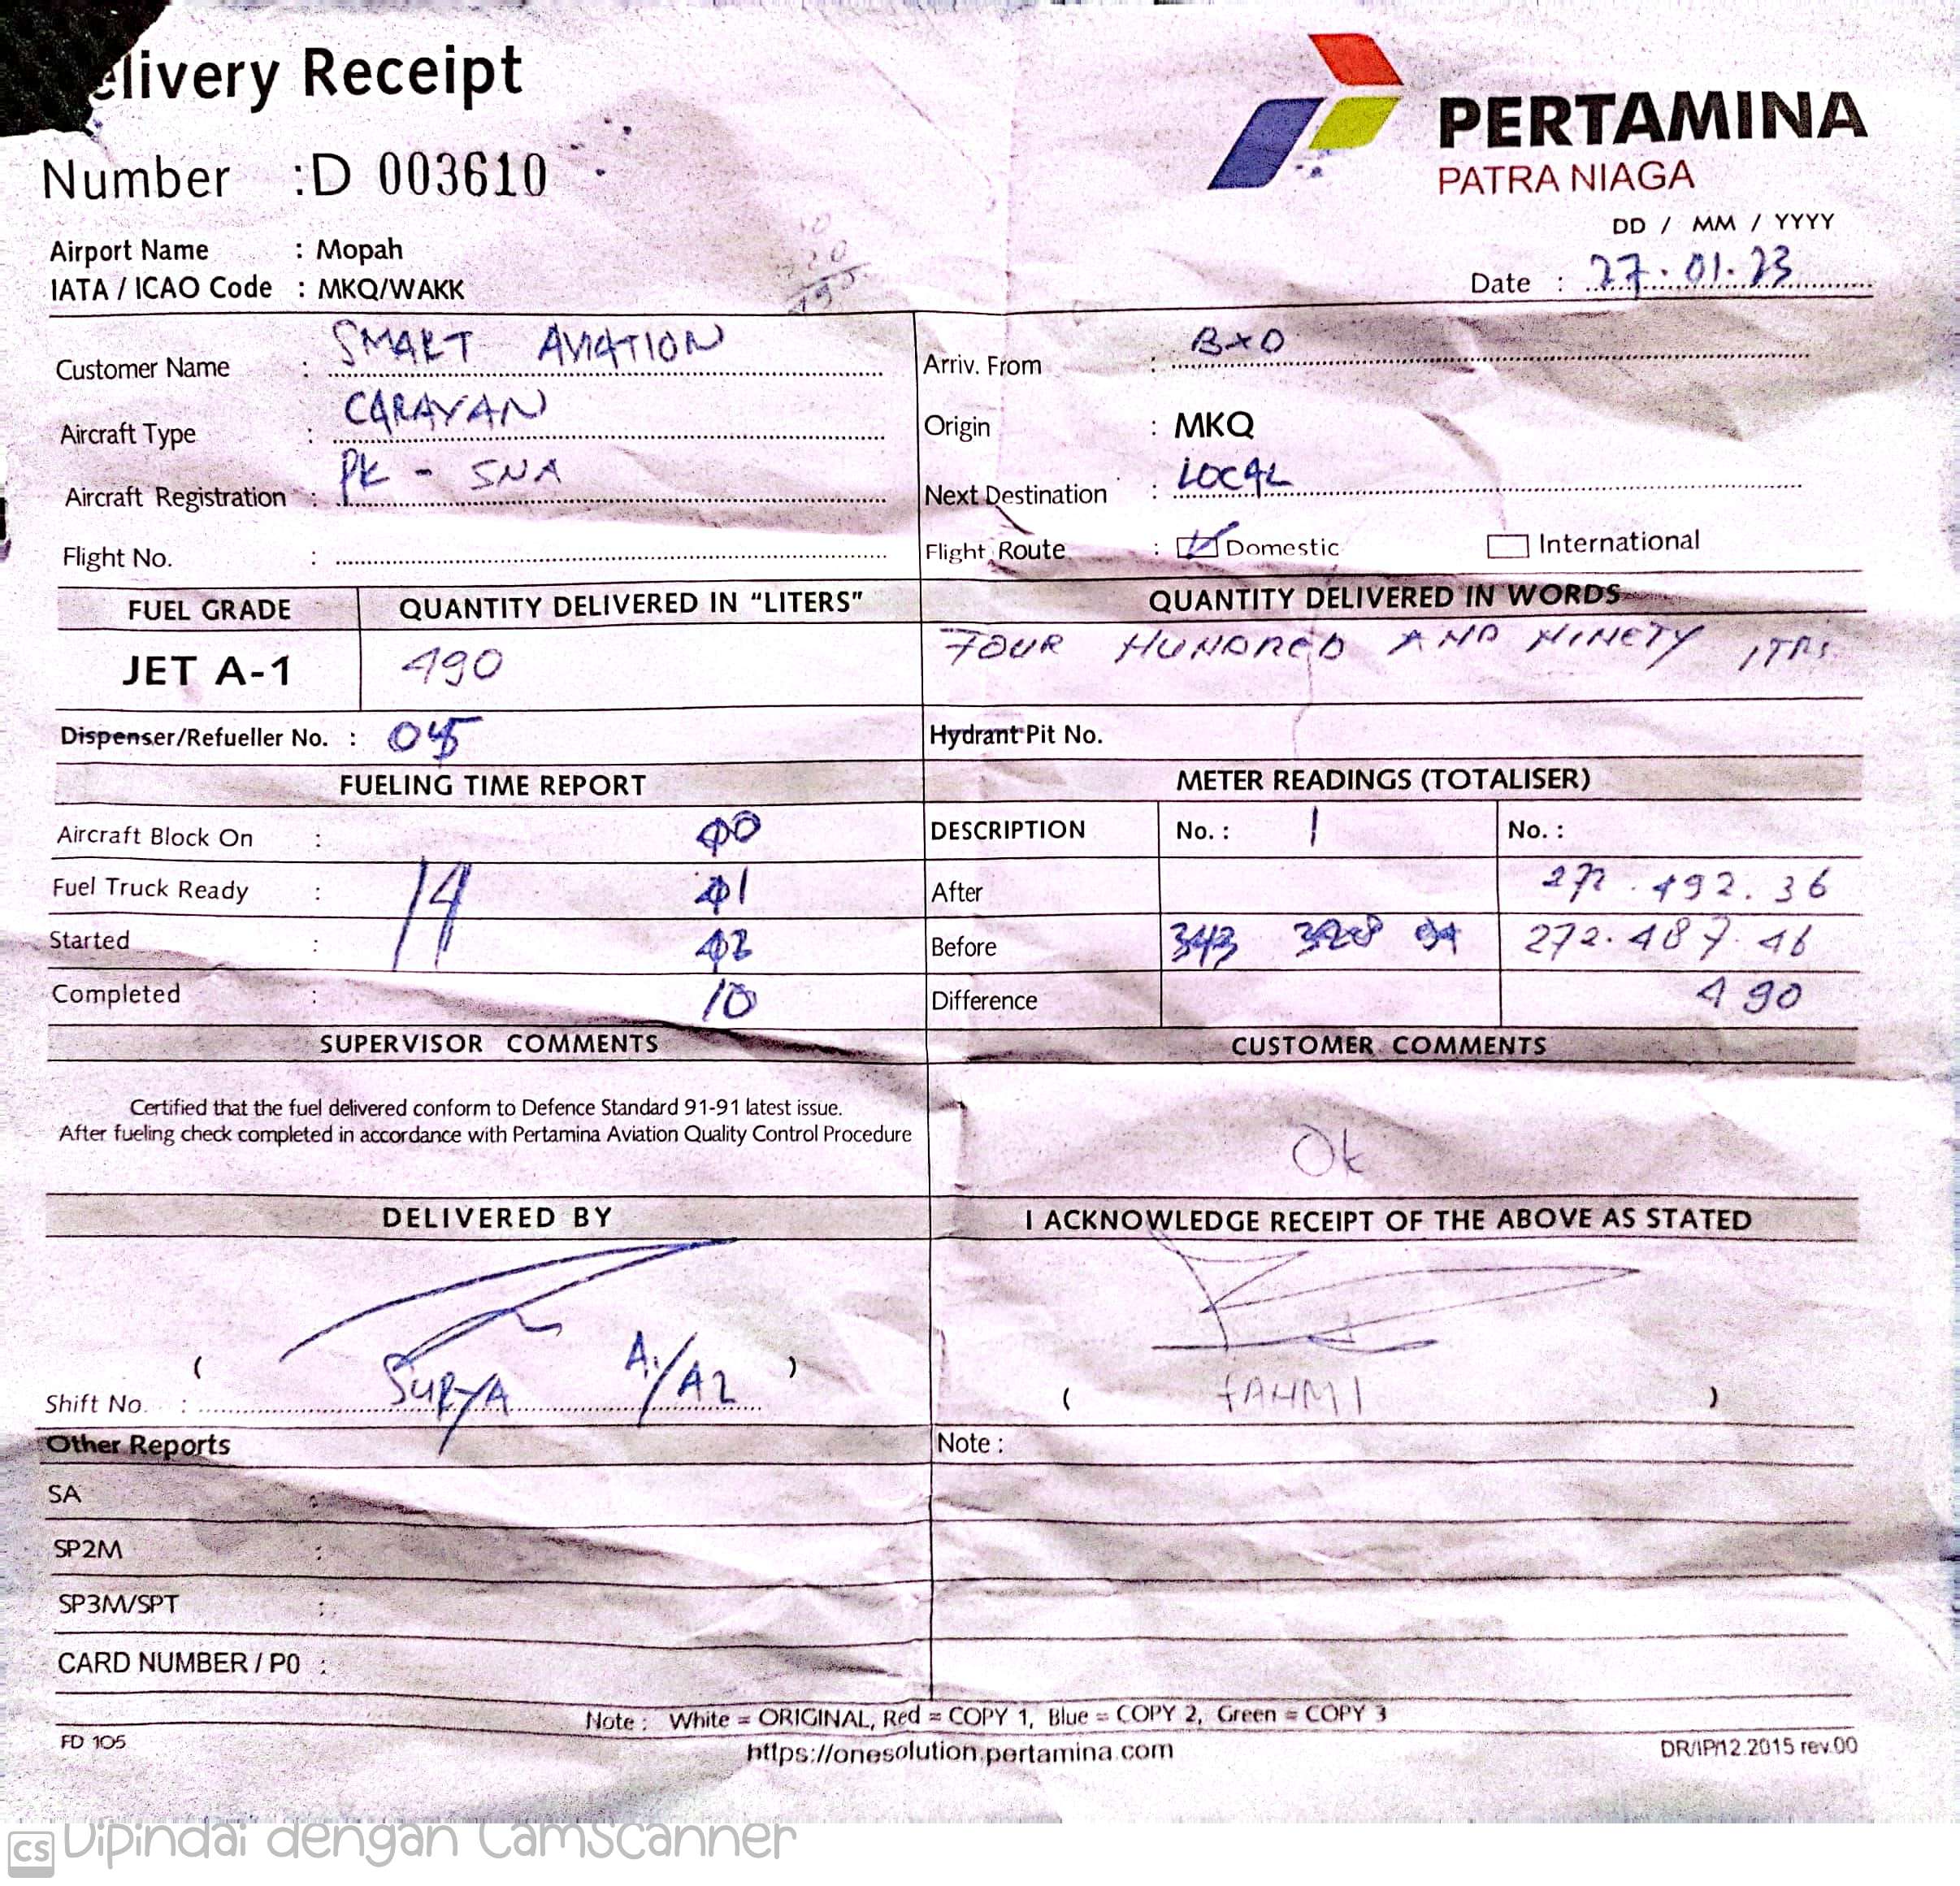 elivery Receipt
PERTAMINA
PATRA NIAGA
Number :D 003610
DD / MM / YYYY
Airport Name : Mopah
IATA / ICAO Code : MKQ/WAKK
Date : 27.01.23
Customer Name : SMART AVIATION
Arriv. From : BXD
Aircraft Type : CARAVAN
Origin : MKQ
Aircraft Registration : PK - SNA
Next Destination : LOCAL
Flight No. :
Flight Route : Domestic International
FUEL GRADE QUANTITY DELIVERED IN "LITERS" QUANTITY DELIVERED IN WORDS
JET A-1 490 FOUR HUNDRED AND NINETY LTRS
Dispenser/Refueller No. : 045 Hydrant Pit No.
FUELING TIME REPORT METER READINGS (TOTALISER)
Aircraft Block On : 00 DESCRIPTION No. : 1 No. :
Fuel Truck Ready : 14 01 After 272.492.36
Started : 02 Before 343 328 272.487.46
Completed : 10 Difference 490
SUPERVISOR COMMENTS CUSTOMER COMMENTS
Certified that the fuel delivered conform to Defence Standard 91-91 latest issue.
After fueling check completed in accordance with Pertamina Aviation Quality Control Procedure
Ok
DELIVERED BY I ACKNOWLEDGE RECEIPT OF THE ABOVE AS STATED
( SURYA A1/A2 )
Shift No. :
( FAHMI )
Other Reports Note :
SA :
SP2M :
SP3M/SPT :
CARD NUMBER / P0 :
Note : White = ORIGINAL, Red = COPY 1, Blue = COPY 2, Green = COPY 3
FD 105
https://onesolution.pertamina.com
DR/IP/12.2015 rev.00
CS Dipindai dengan CamScanner